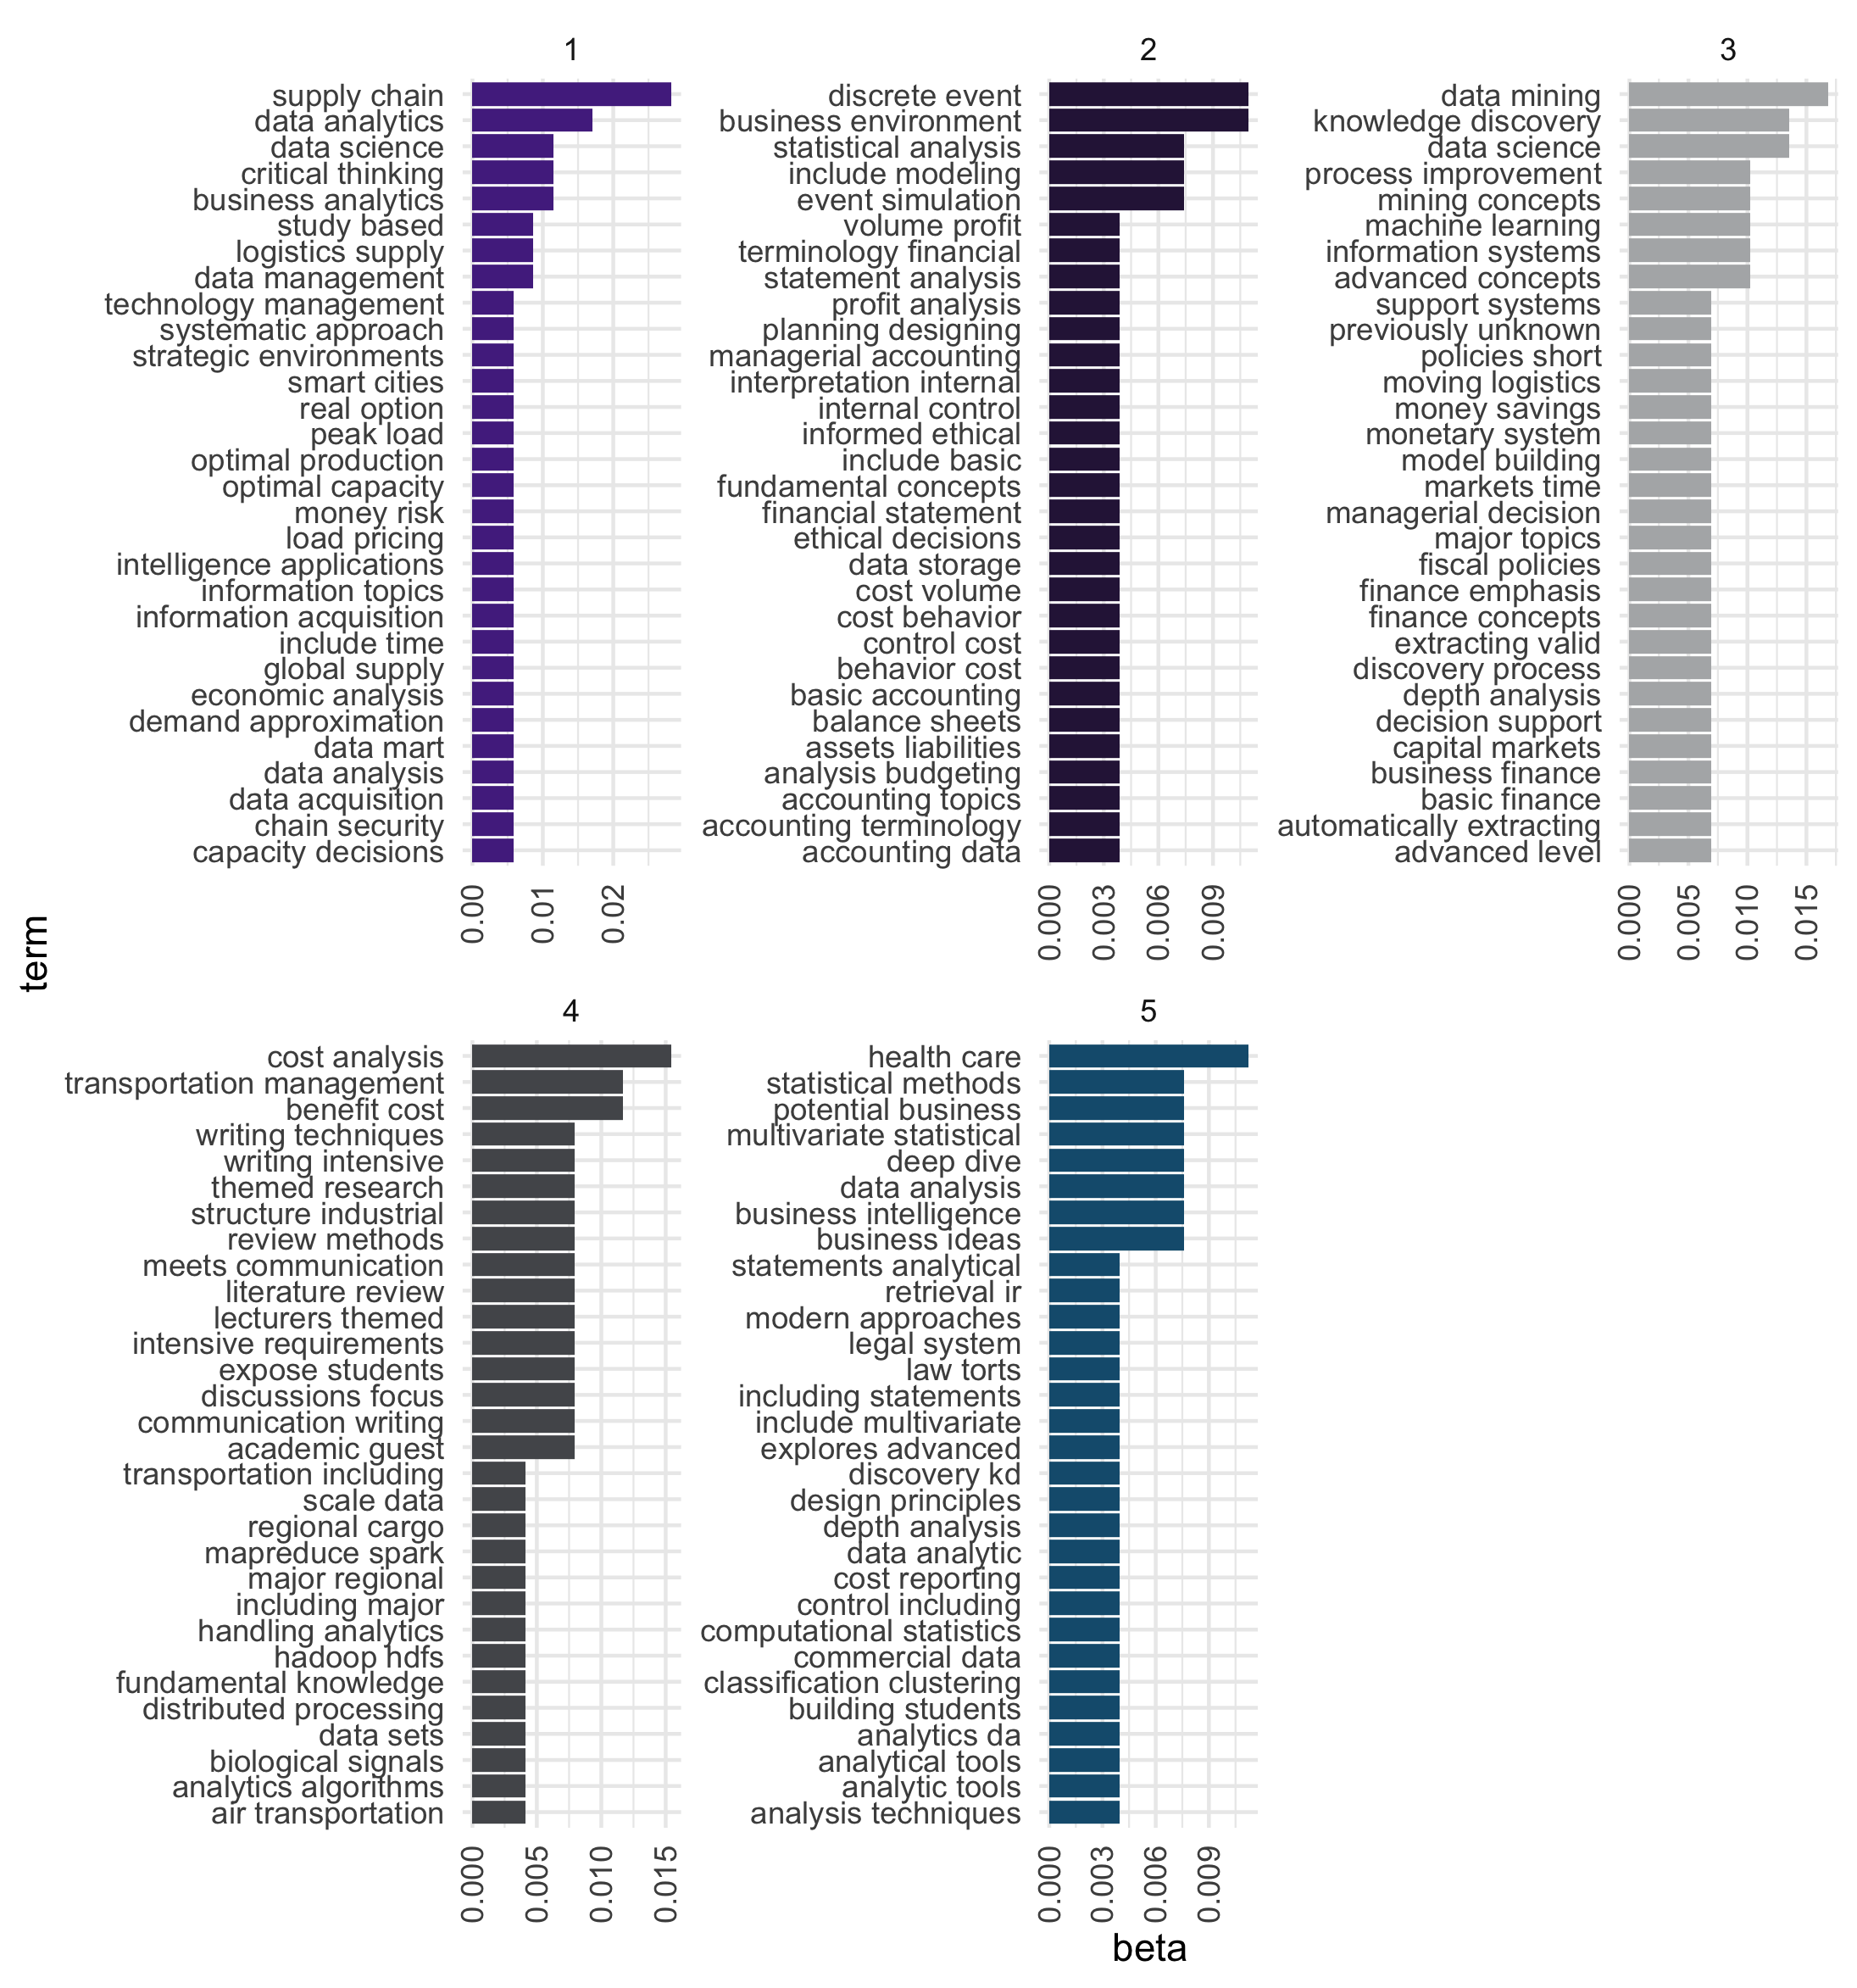 1
supply chain
data analytics
data science
critical thinking
business analytics
study based
logistics supply
data management
technology management
systematic approach
strategic environments
smart cities
real option
peak load
optimal production
optimal capacity
money risk
load pricing
intelligence applications
information topics
information acquisition
include time
global supply
economic analysis
demand approximation
data mart
data analysis
data acquisition
chain security
capacity decisions
0.00
0.01
0.02
2
discrete event
business environment
statistical analysis
include modeling
event simulation
volume profit
terminology financial
statement analysis
profit analysis
planning designing
managerial accounting
interpretation internal
internal control
informed ethical
include basic
fundamental concepts
financial statement
ethical decisions
data storage
cost volume
cost behavior
control cost
behavior cost
basic accounting
balance sheets
assets liabilities
analysis budgeting
accounting topics
accounting terminology
accounting data
0.000
0.003
0.006
0.009
3
data mining
knowledge discovery
data science
process improvement
mining concepts
machine learning
information systems
advanced concepts
support systems
previously unknown
policies short
moving logistics
money savings
monetary system
model building
markets time
managerial decision
major topics
fiscal policies
finance emphasis
finance concepts
extracting valid
discovery process
depth analysis
decision support
capital markets
business finance
basic finance
automatically extracting
advanced level
0.000
0.005
0.010
0.015
term
4
cost analysis
transportation management
benefit cost
writing techniques
writing intensive
themed research
structure industrial
review methods
meets communication
literature review
lecturers themed
intensive requirements
expose students
discussions focus
communication writing
academic guest
transportation including
scale data
regional cargo
mapreduce spark
major regional
including major
handling analytics
hadoop hdfs
fundamental knowledge
distributed processing
data sets
biological signals
analytics algorithms
air transportation
0.000
0.005
0.010
0.015
5
health care
statistical methods
potential business
multivariate statistical
deep dive
data analysis
business intelligence
business ideas
statements analytical
retrieval ir
modern approaches
legal system
law torts
including statements
include multivariate
explores advanced
discovery kd
design principles
depth analysis
data analytic
cost reporting
control including
computational statistics
commercial data
classification clustering
building students
analytics da
analytical tools
analytic tools
analysis techniques
0.000
0.003
0.006
0.009
beta